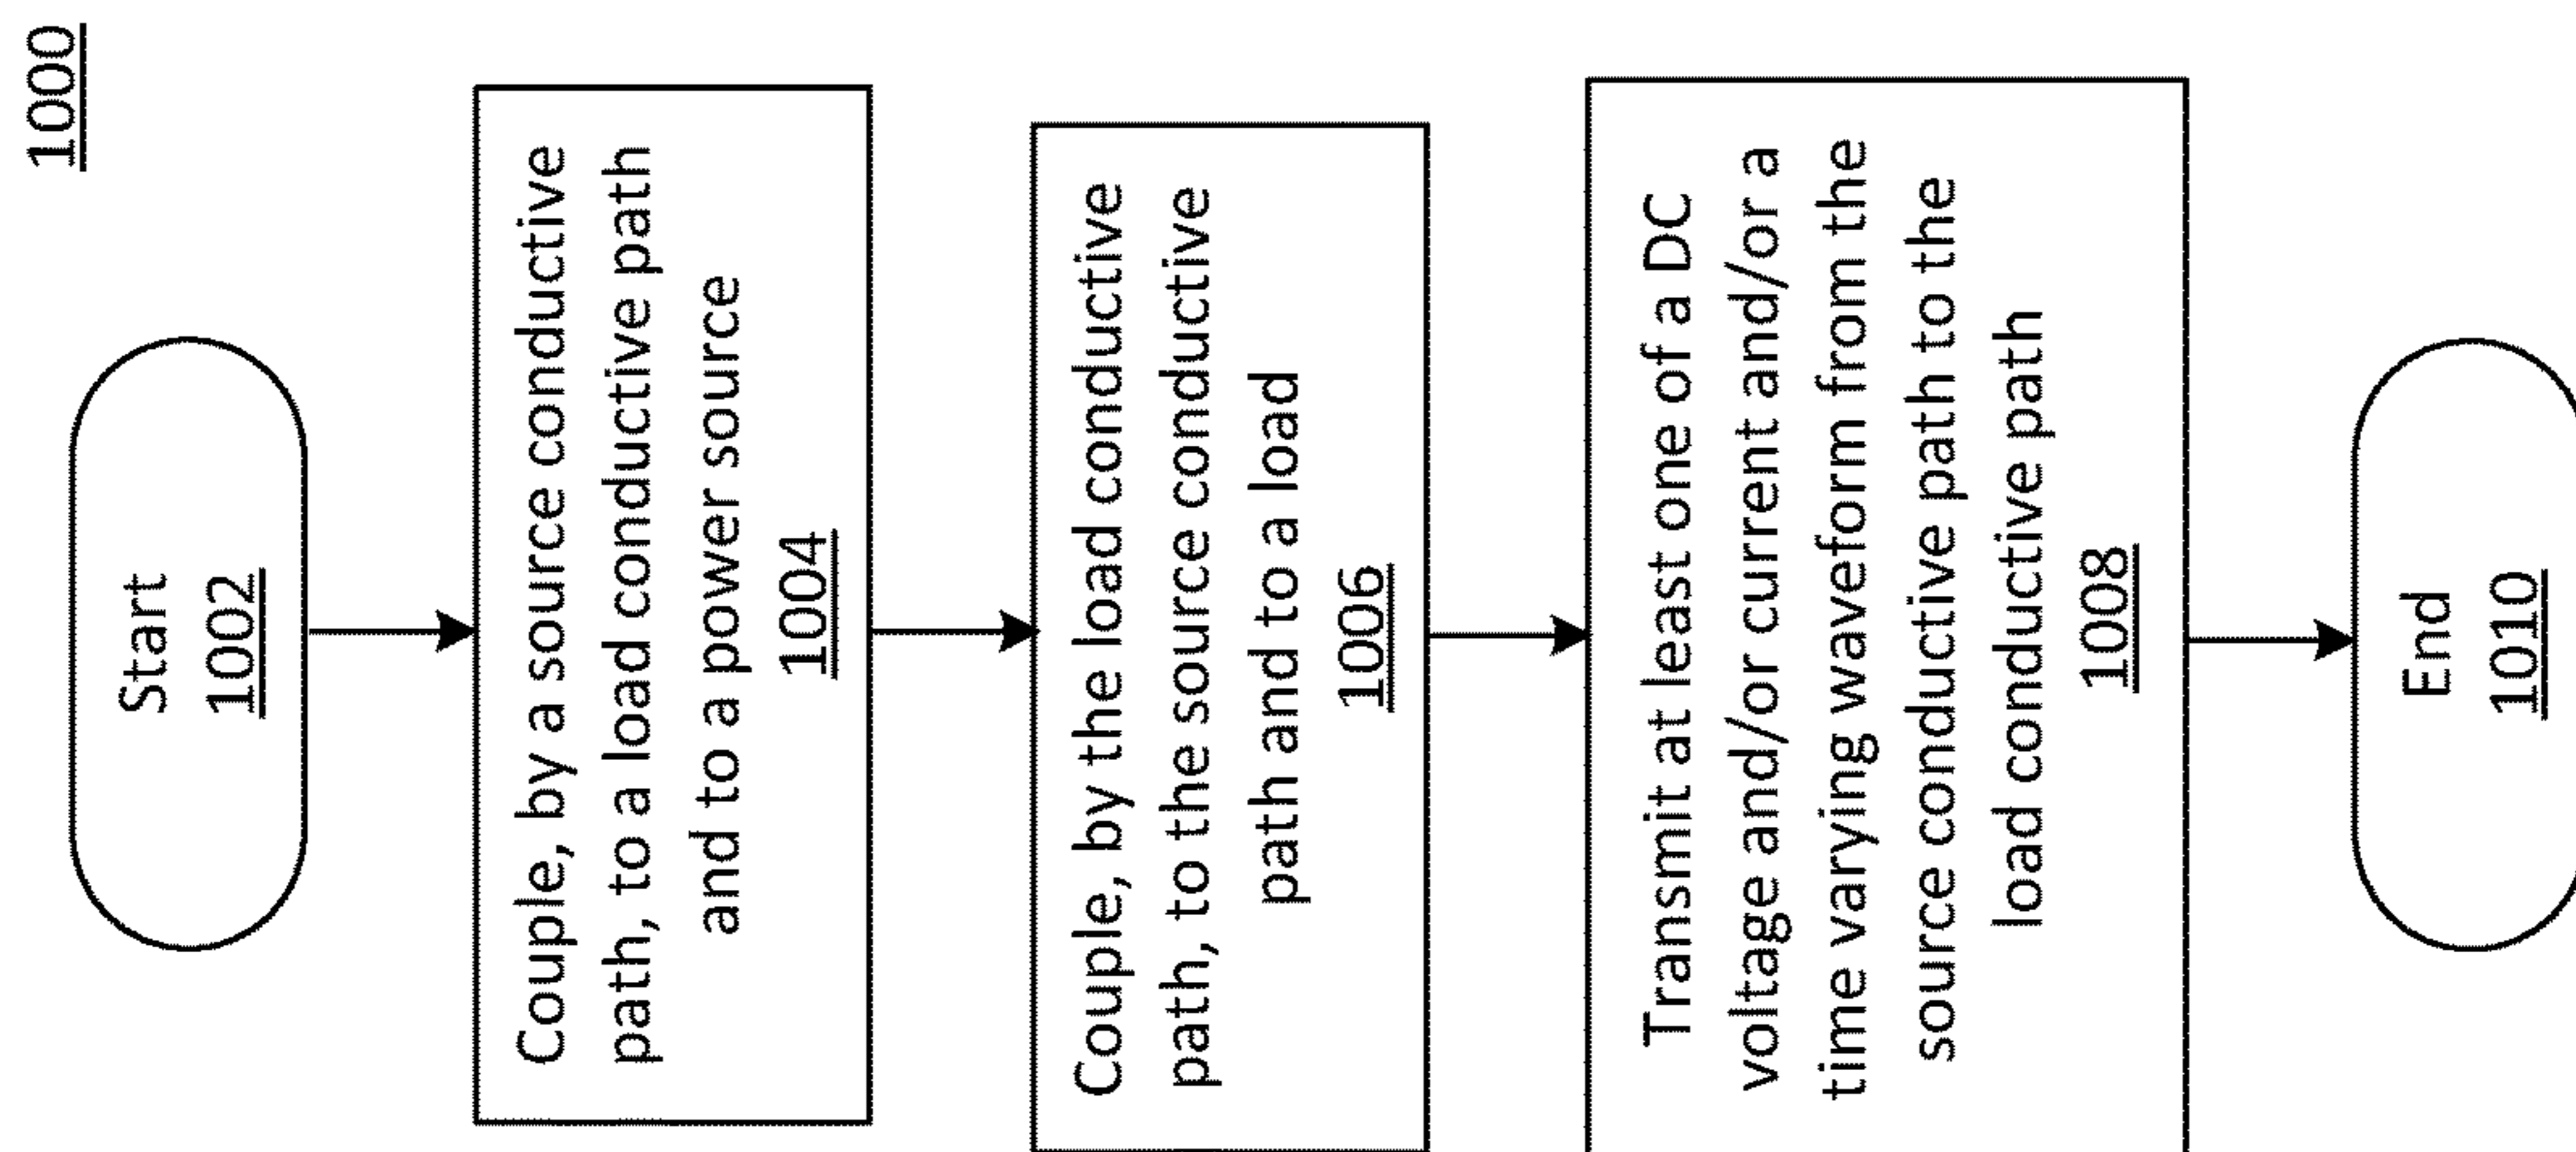 1000
Start
1002
Couple, by a source conductive
path, to a load conductive path
and to a power source
1004
Couple, by the load conductive
path, to the source conductive
path and to a load
1006
Transmit at least one of a DC
voltage and/or current and/or a
time varying waveform from the
source conductive path to the
load conductive path
1008
End
1010